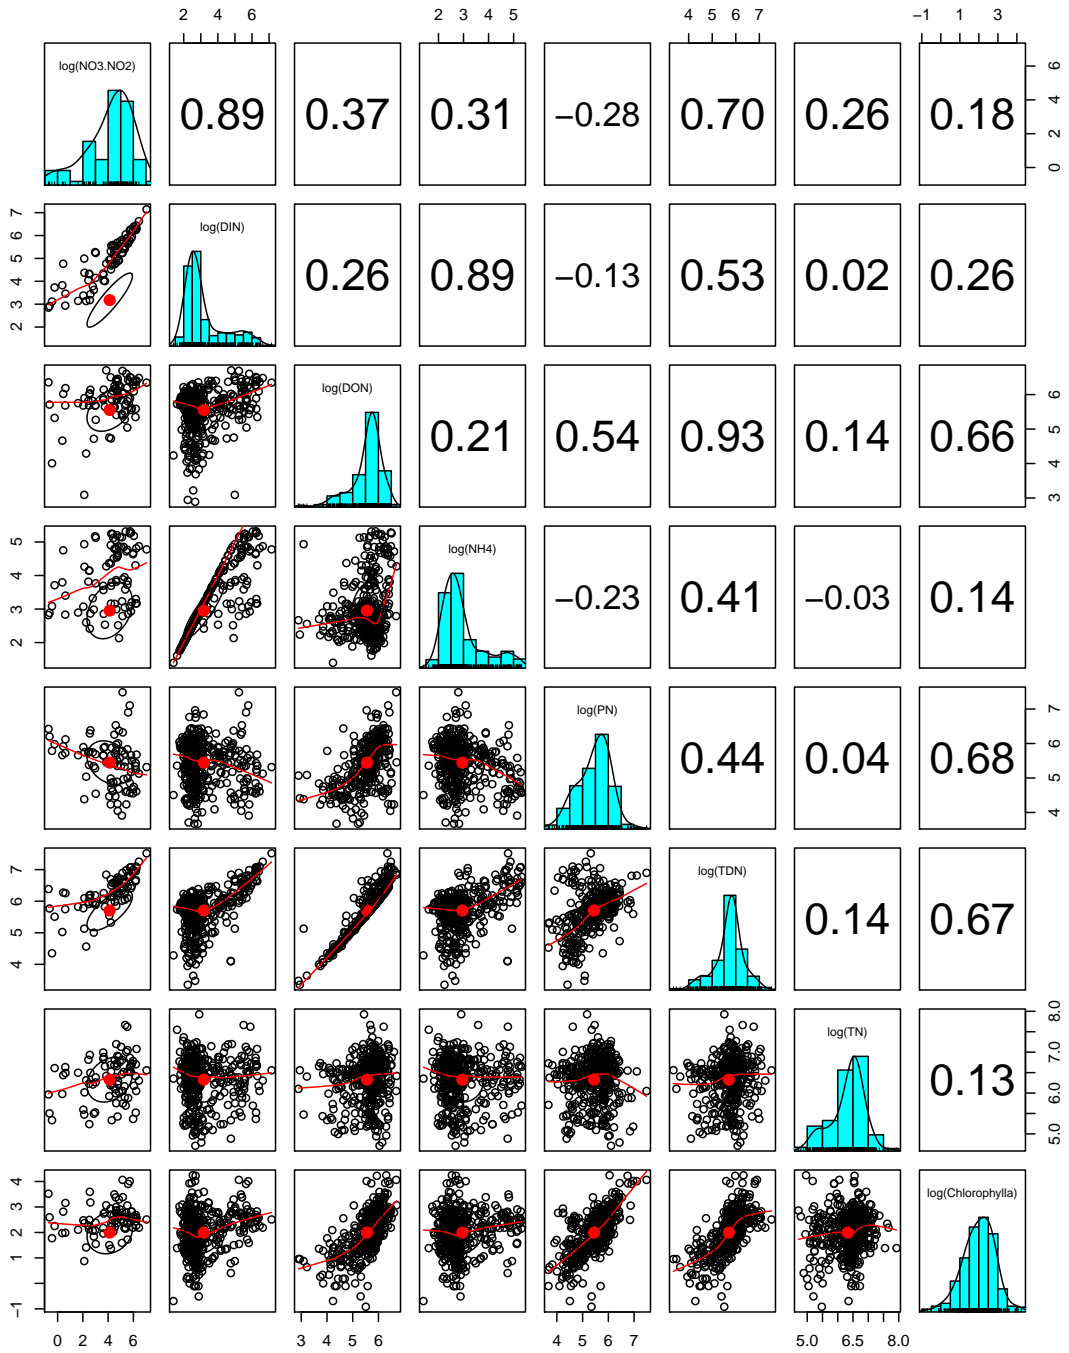 2 4 6 2 3 4 5 4 5 6 7 −1 1 3
log(NO3.NO2) 0.89 0.37 0.31 −0.28 0.70 0.26 0.18 0 2 4 6
2 3 4 5 6 7 log(DIN) 0.26 0.89 −0.13 0.53 0.02 0.26
log(DON) 0.21 0.54 0.93 0.14 0.66 3 4 5 6
2 3 4 5 log(NH4) −0.23 0.41 −0.03 0.14
log(PN) 0.44 0.04 0.68 4 5 6 7
4 5 6 7 log(TDN) 0.14 0.67
log(TN) 0.13 5.0 6.0 7.0 8.0
−1 1 2 3 4 log(Chlorophylla)
0 2 4 6 3 4 5 6 4 5 6 7 5.0 6.5 8.0